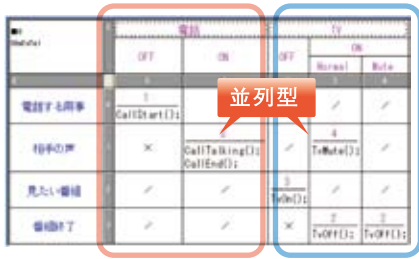 電話
TV
OFF
ON
OFF
ON
Normal
Mute
並列型
電話する用事
1
CallStart();
相手の声
×
CallTalking();
CallEnd();
4
TvMute();
見たい番組
3
TvOn();
番組終了
×
2
TvOff();
2
TvOff();